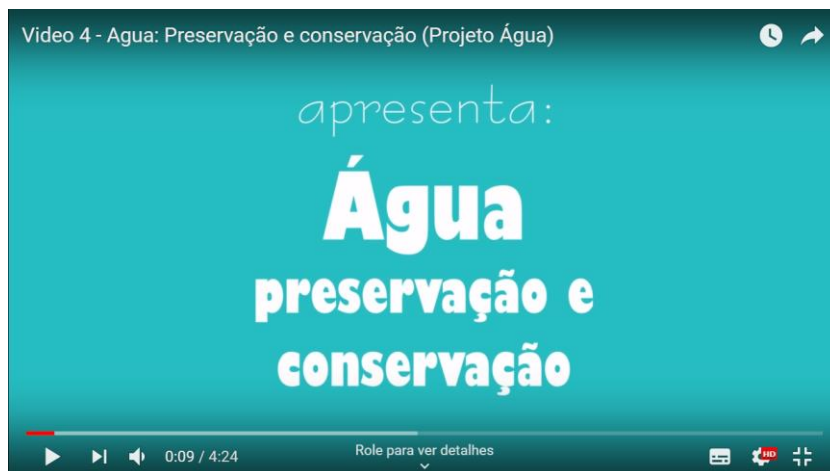 Video 4 - Agua: Preservação e conservação (Projeto Água)
apresenta:
Água
preservação e
conservação
0:09 / 4:24
Role para ver detalhes
HD